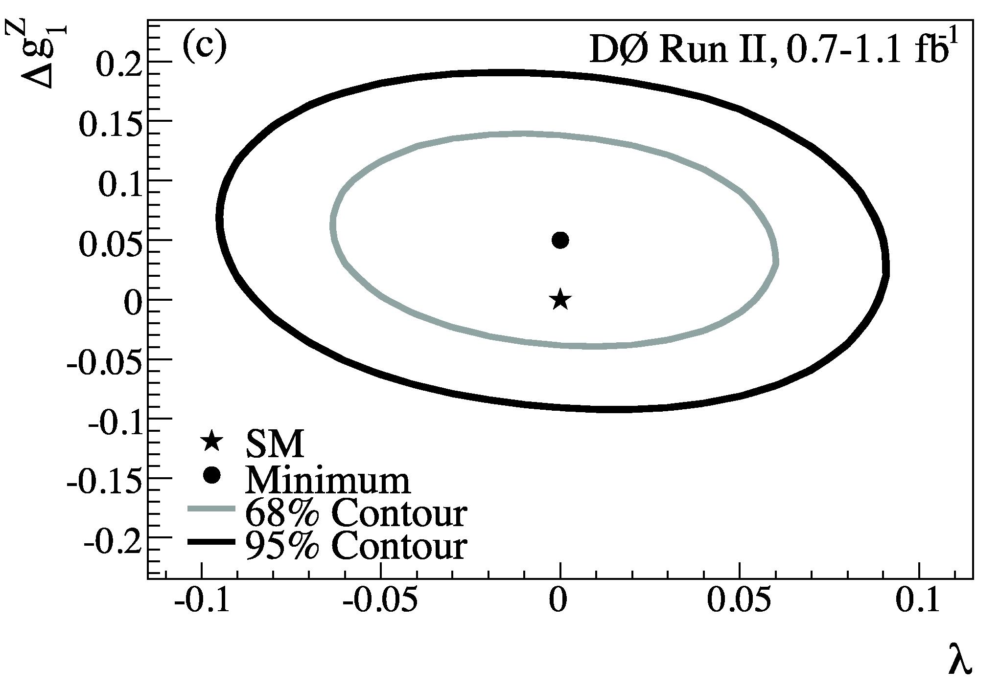 Δg₁ᶻ
(c)
DØ Run II, 0.7-1.1 fb⁻¹
0.2
0.15
0.1
0.05
0
-0.05
-0.1
-0.15
-0.2
SM
Minimum
68% Contour
95% Contour
-0.1 -0.05 0 0.05 0.1
λ